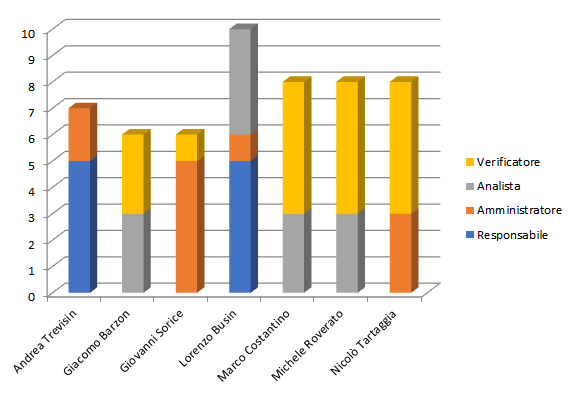 10
9
8
7
6
5
4
3
2
1
0
Verificatore
Analista
Amministratore
Responsabile
Andrea Trevisin
Giacomo Barzon
Giovanni Sorice
Lorenzo Busin
Marco Costantino
Michele Roverato
Nicolò Tartaggia